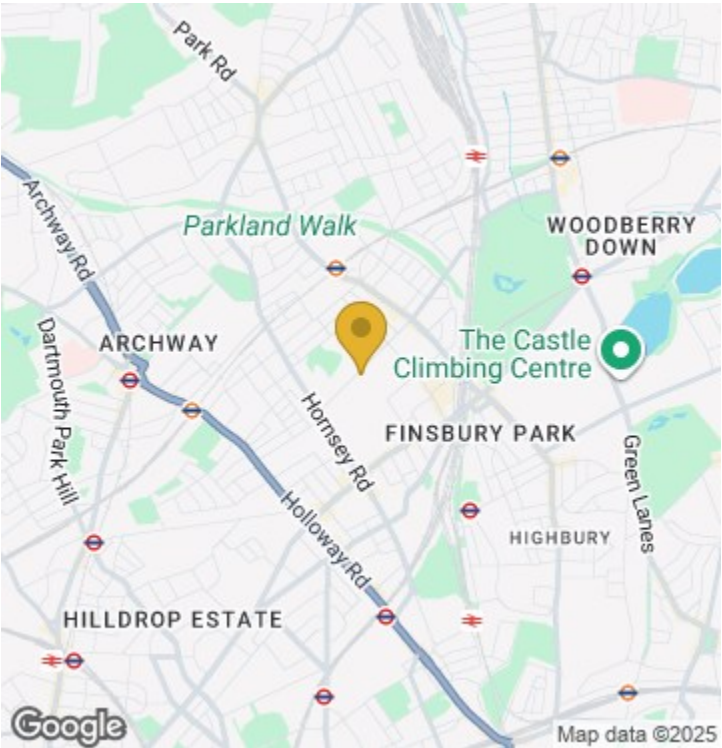 Park Rd
Archway Rd
Parkland Walk
WOODBERRY
DOWN
ARCHWAY
The Castle
Climbing Centre
Dartmouth Park Hill
Hornsey Rd
FINSBURY PARK
Green Lanes
Holloway Rd
HIGHBURY
HILLDROP ESTATE
Google
Map data ©2025